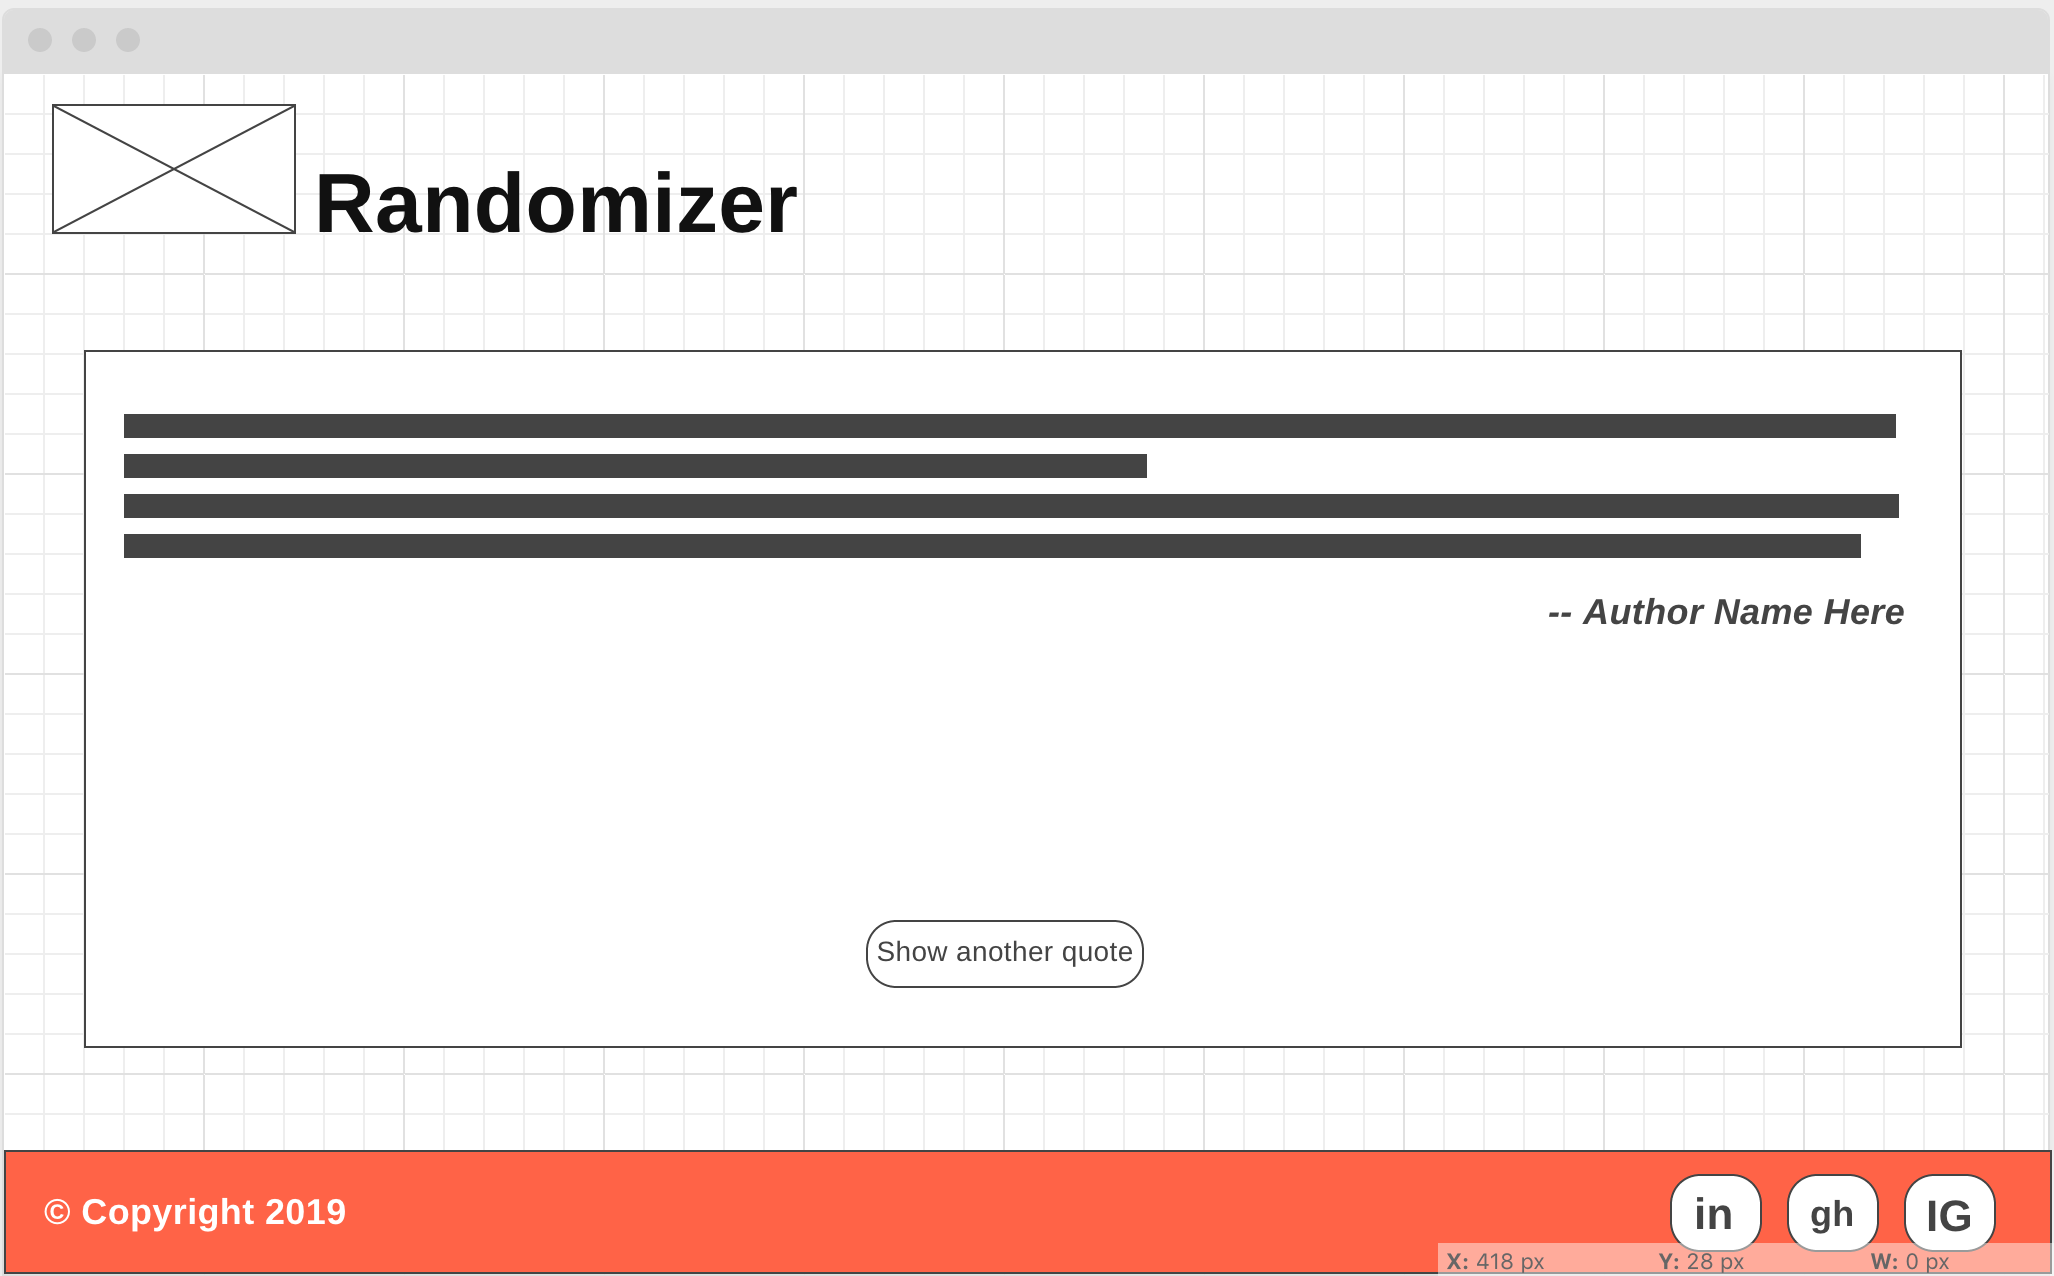 Randomizer
-- Author Name Here
Show another quote
© Copyright 2019
in gh IG
X: 418 px Y: 28 px W: 0 px